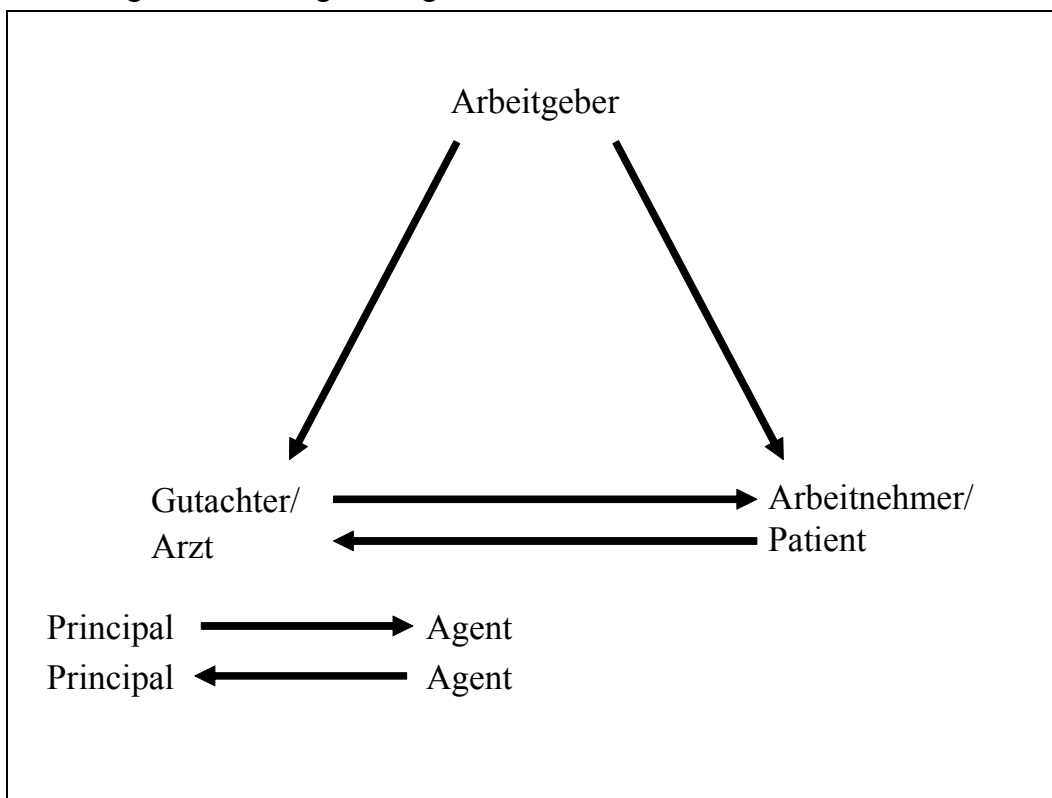 Arbeitgeber
Gutachter/
Arzt
Arbeitnehmer/
Patient
Principal Agent
Principal Agent